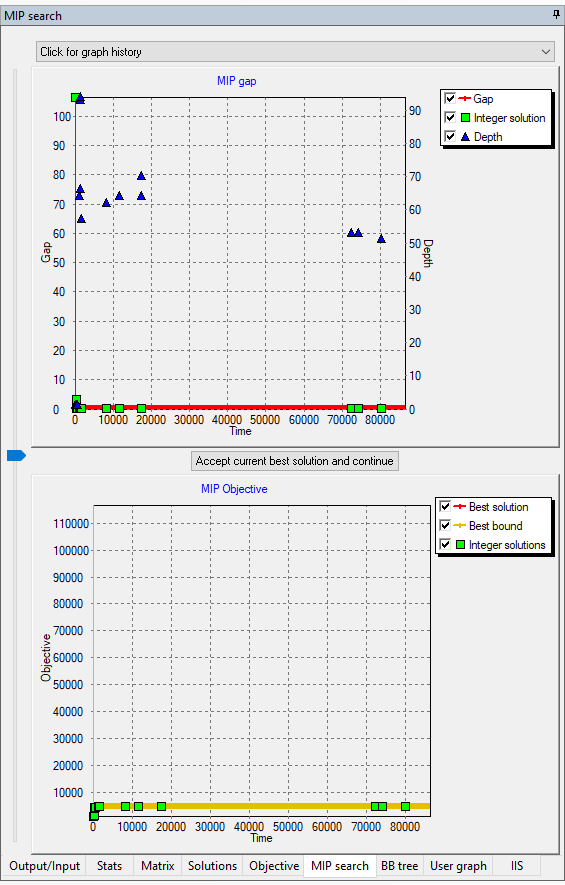 MIP search
Click for graph history
MIP gap
Gap
Integer solution
Depth
100
90
80
70
60
50
40
30
20
10
0
Gap
90
80
70
60
50
40
30
20
10
0
Depth
0 10000 20000 30000 40000 50000 60000 70000 80000
Time
Accept current best solution and continue
MIP Objective
Best solution
Best bound
Integer solutions
110000
100000
90000
80000
70000
60000
50000
40000
30000
20000
10000
Objective
0 10000 20000 30000 40000 50000 60000 70000 80000
Time
Output/Input Stats Matrix Solutions Objective MIP search BB tree User graph IIS